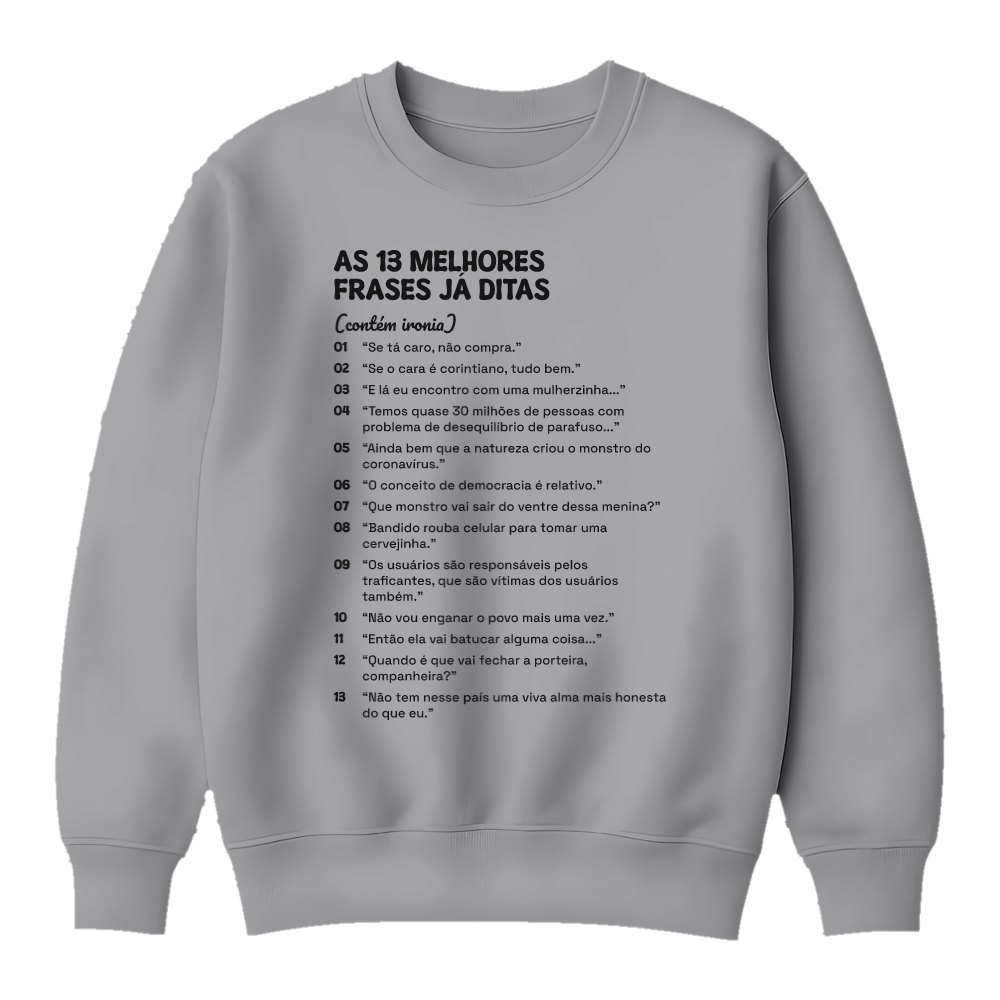 AS 13 MELHORES
FRASES JÁ DITAS
(contém ironia)
01 “Se tá caro, não compra.”
02 “Se o cara é corintiano, tudo bem.”
03 “E lá eu encontro com uma mulherzinha...”
04 “Temos quase 30 milhões de pessoas com
problema de desequilíbrio de parafuso...”
05 “Ainda bem que a natureza criou o monstro do
coronavírus.”
06 “O conceito de democracia é relativo.”
07 “Que monstro vai sair do ventre dessa menina?”
08 “Bandido rouba celular para tomar uma
cervejinha.”
09 “Os usuários são responsáveis pelos
traficantes, que são vítimas dos usuários
também.”
10 “Não vou enganar o povo mais uma vez.”
11 “Então ela vai batucar alguma coisa...”
12 “Quando é que vai fechar a porteira,
companheira?”
13 “Não tem nesse país uma viva alma mais honesta
do que eu.”